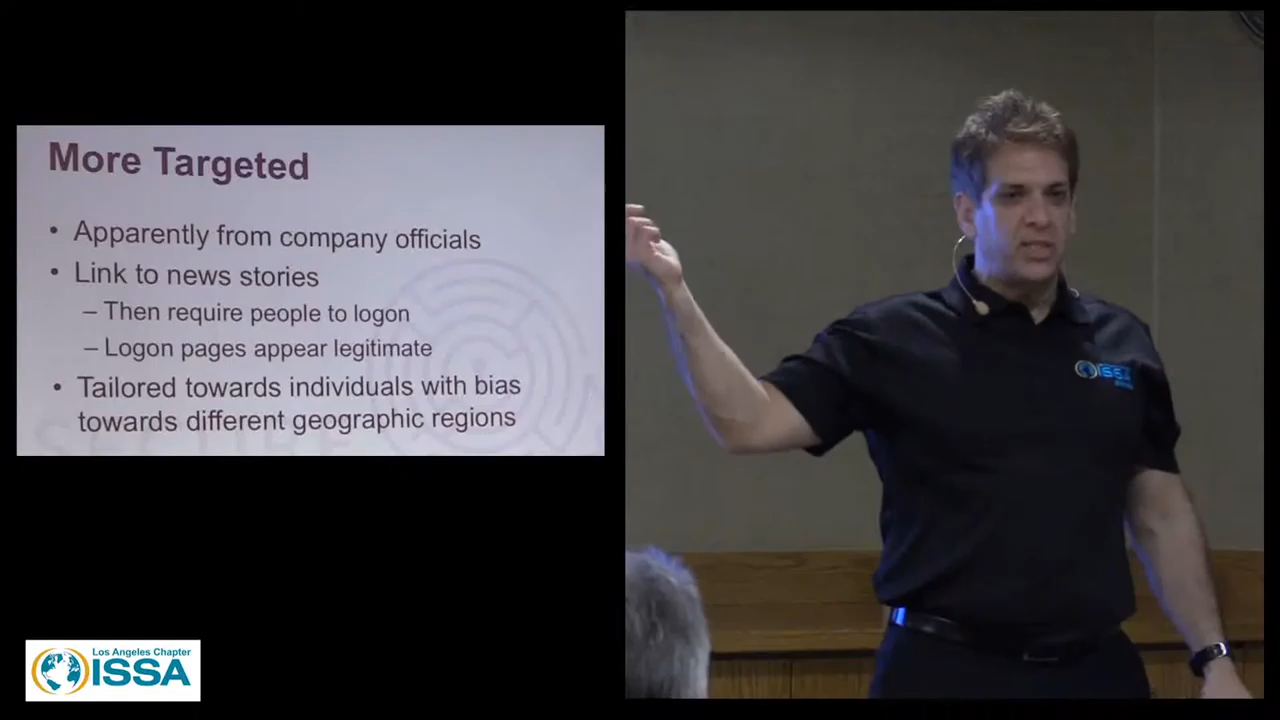 More Targeted
• Apparently from company officials
• Link to news stories
– Then require people to logon
– Logon pages appear legitimate
• Tailored towards individuals with bias
towards different geographic regions
ISSA
Los Angeles Chapter
ISSA